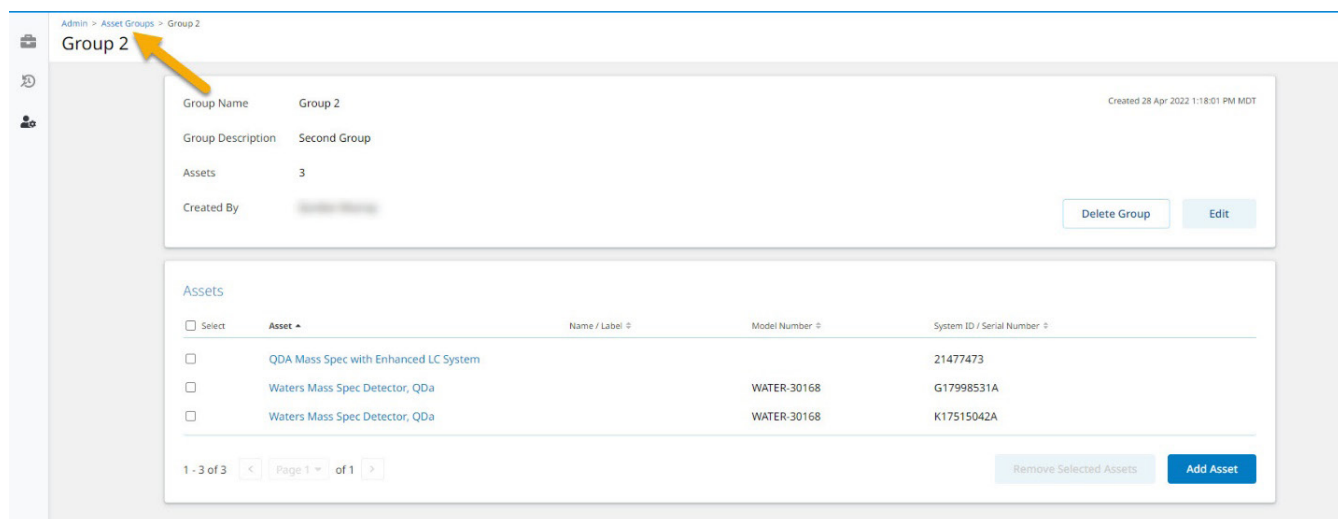 Admin > Asset Groups > Group 2
Group 2
Group Name Group 2 Created 28 Apr 2022 1:18:01 PM MDT
Group Description Second Group
Assets 3
Created By
Delete Group Edit
Assets
Select Asset Name / Label Model Number System ID / Serial Number
QDA Mass Spec with Enhanced LC System 21477473
Waters Mass Spec Detector, QDa WATER-30168 G17998531A
Waters Mass Spec Detector, QDa WATER-30168 K17515042A
1 - 3 of 3 < Page 1 of 1 > Remove Selected Assets Add Asset